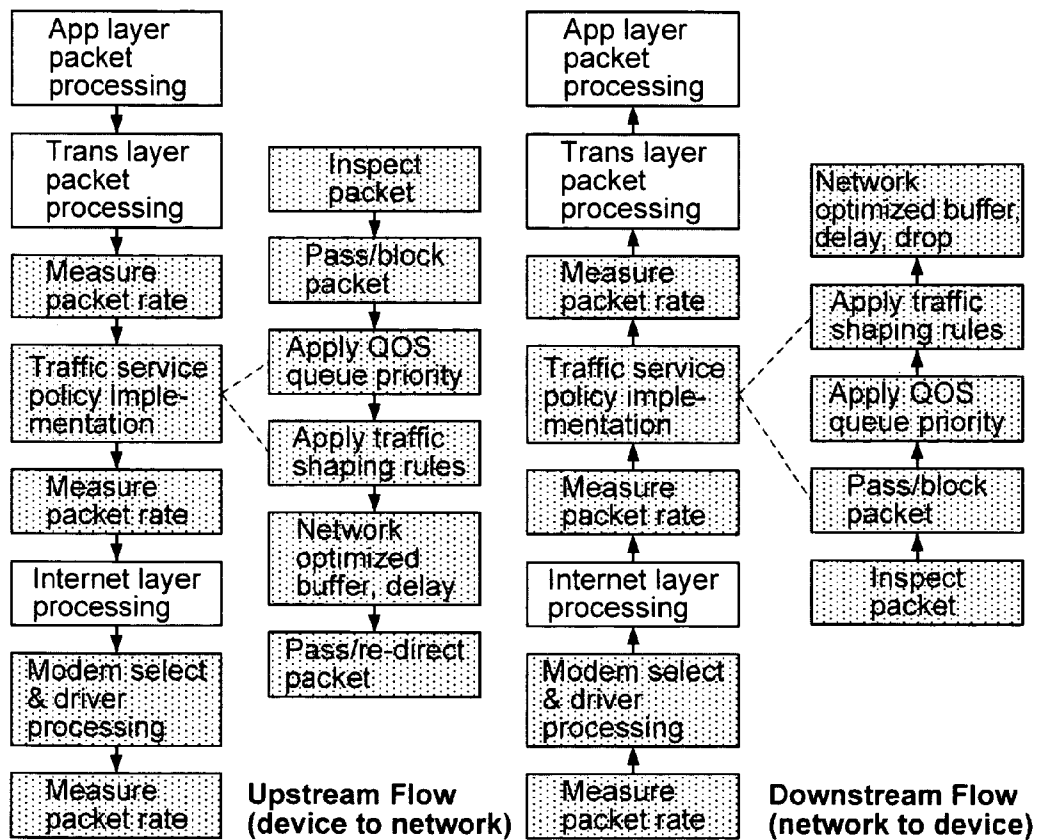 App layer
packet
processing
Trans layer
packet
processing
Measure
packet rate
Traffic service
policy Imple-
mentation
Measure
packet rate
Internet layer
processing
Modem select
& driver
processing
Measure
packet rate
Inspect
packet
Pass/block
packet
Apply QOS
queue priority
Apply traffic
shaping rules
Network
optimized
buffer, delay
Pass/re-direct
packet
Upstream Flow
(device to network)
App layer
packet
processing
Trans layer
packet
processing
Measure
packet rate
Traffic service
policy imple-
mentation
Measure
packet rate
Internet layer
processing
Modem select
& driver
processing
Measure
packet rate
Network
optimized buffer,
delay, drop
Apply traffic
shaping rules
Apply QOS
queue priority
Pass/block
packet
Inspect
packet
Downstream Flow
(network to device)